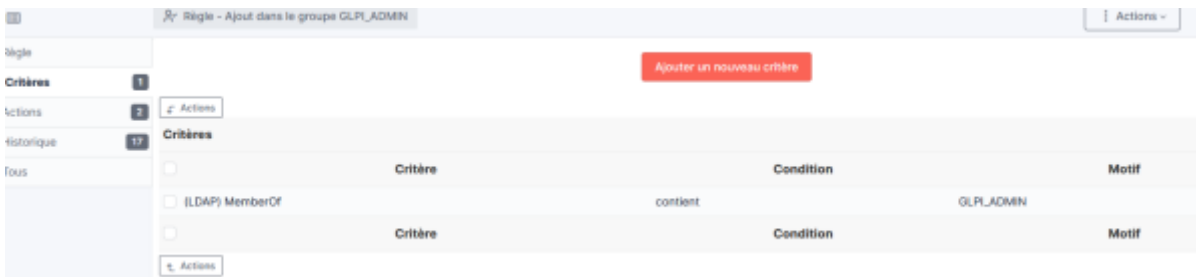 Règle - Ajout dans le groupe GLPI_ADMIN
Actions
Règle
Ajouter un nouveau critère
Critères 1
Actions 2
Actions
Historique 17
Critères
Tous
Critère Condition Motif
(LDAP) MemberOf contient GLPI_ADMIN
Critère Condition Motif
Actions